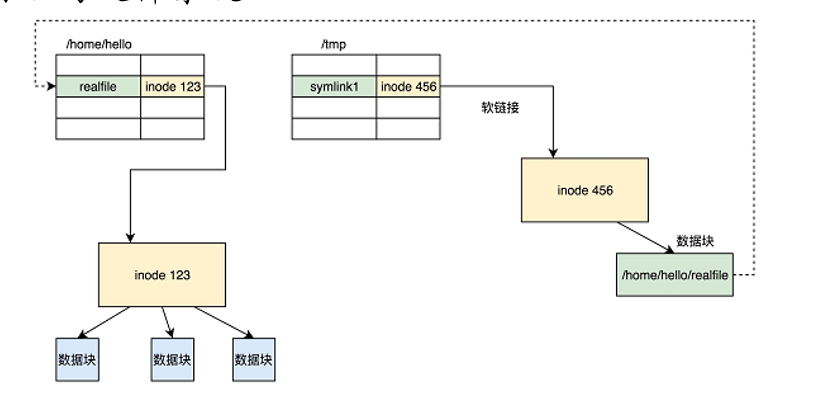 /home/hello
/tmp
realfile
inode 123
symlink1
inode 456
软链接
inode 456
数据块
/home/hello/realfile
inode 123
数据块
数据块
数据块